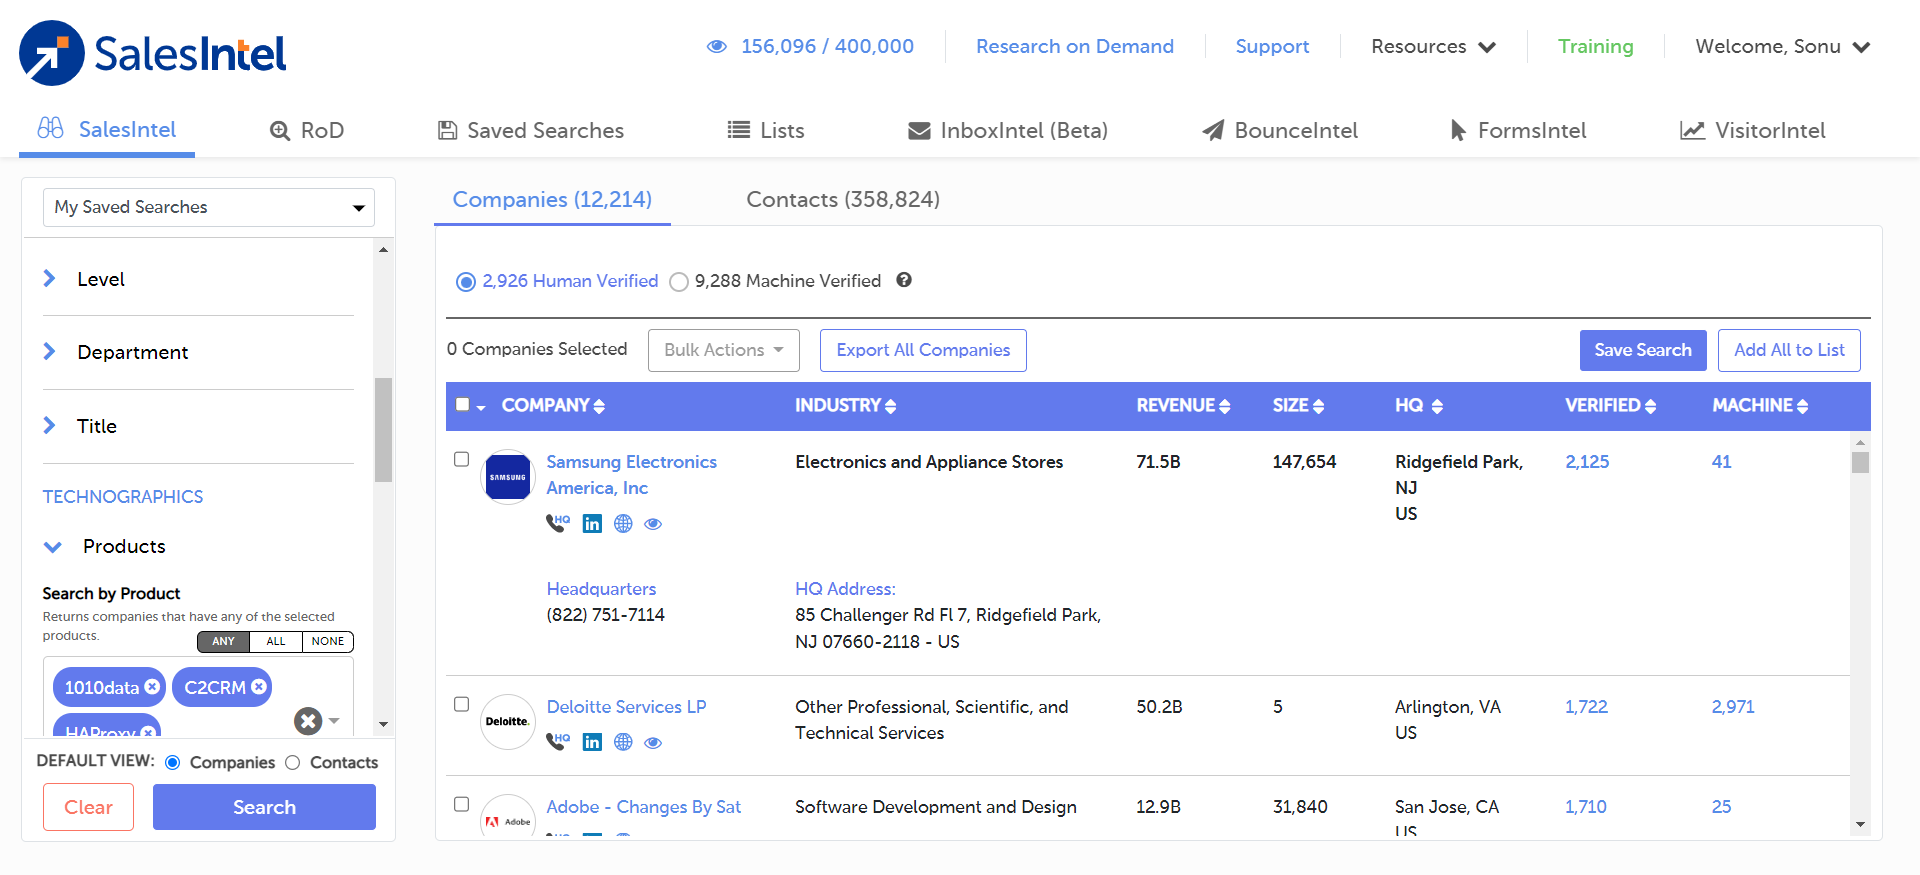 SalesIntel
156,096 / 400,000
Research on Demand
Support
Resources
Training
Welcome, Sonu
SalesIntel
RoD
Saved Searches
Lists
InboxIntel (Beta)
BounceIntel
FormsIntel
VisitorIntel
My Saved Searches
Level
Department
Title
TECHNOGRAPHICS
Products
Search by Product
Returns companies that have any of the selected
products.
ANY ALL NONE
1010data C2CRM
HAProxy
DEFAULT VIEW: Companies Contacts
Clear Search
Companies (12,214) Contacts (358,824)
2,926 Human Verified 9,288 Machine Verified
0 Companies Selected Bulk Actions Export All Companies Save Search Add All to List
COMPANY INDUSTRY REVENUE SIZE HQ VERIFIED MACHINE
SAMSUNG
Samsung Electronics Electronics and Appliance Stores 71.5B 147,654 Ridgefield Park, 2,125 41
America, Inc NJ
US
HQ
Headquarters HQ Address:
(822) 751-7114 85 Challenger Rd Fl 7, Ridgefield Park,
NJ 07660-2118 - US
Deloitte.
Deloitte Services LP Other Professional, Scientific, and 50.2B 5 Arlington, VA 1,722 2,971
Technical Services US
HQ
Adobe
Adobe - Changes By Sat Software Development and Design 12.9B 31,840 San Jose, CA 1,710 25
US
HQ